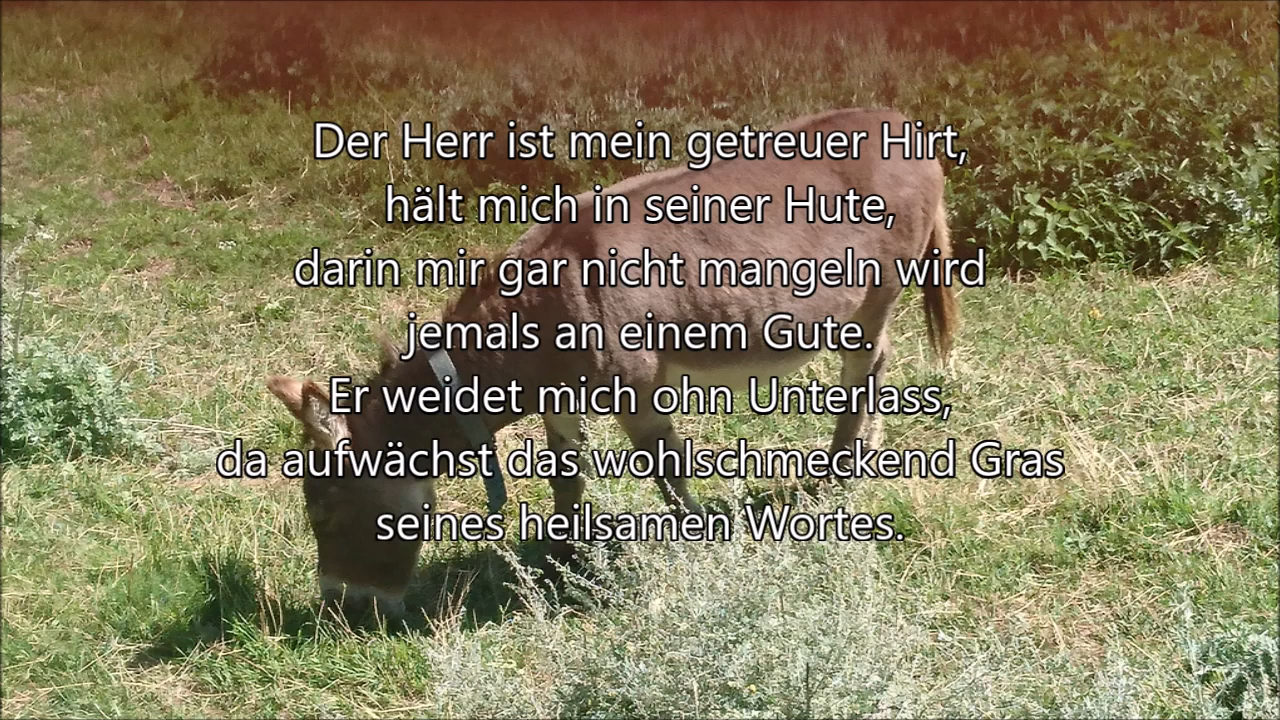 Der Herr ist mein getreuer Hirt,
hält mich in seiner Hute,
darin mir gar nicht mangeln wird
jemals an einem Gute.
Er weidet mich ohn Unterlass,
da aufwächst das wohlschmeckend Gras
seines heilsamen Wortes.